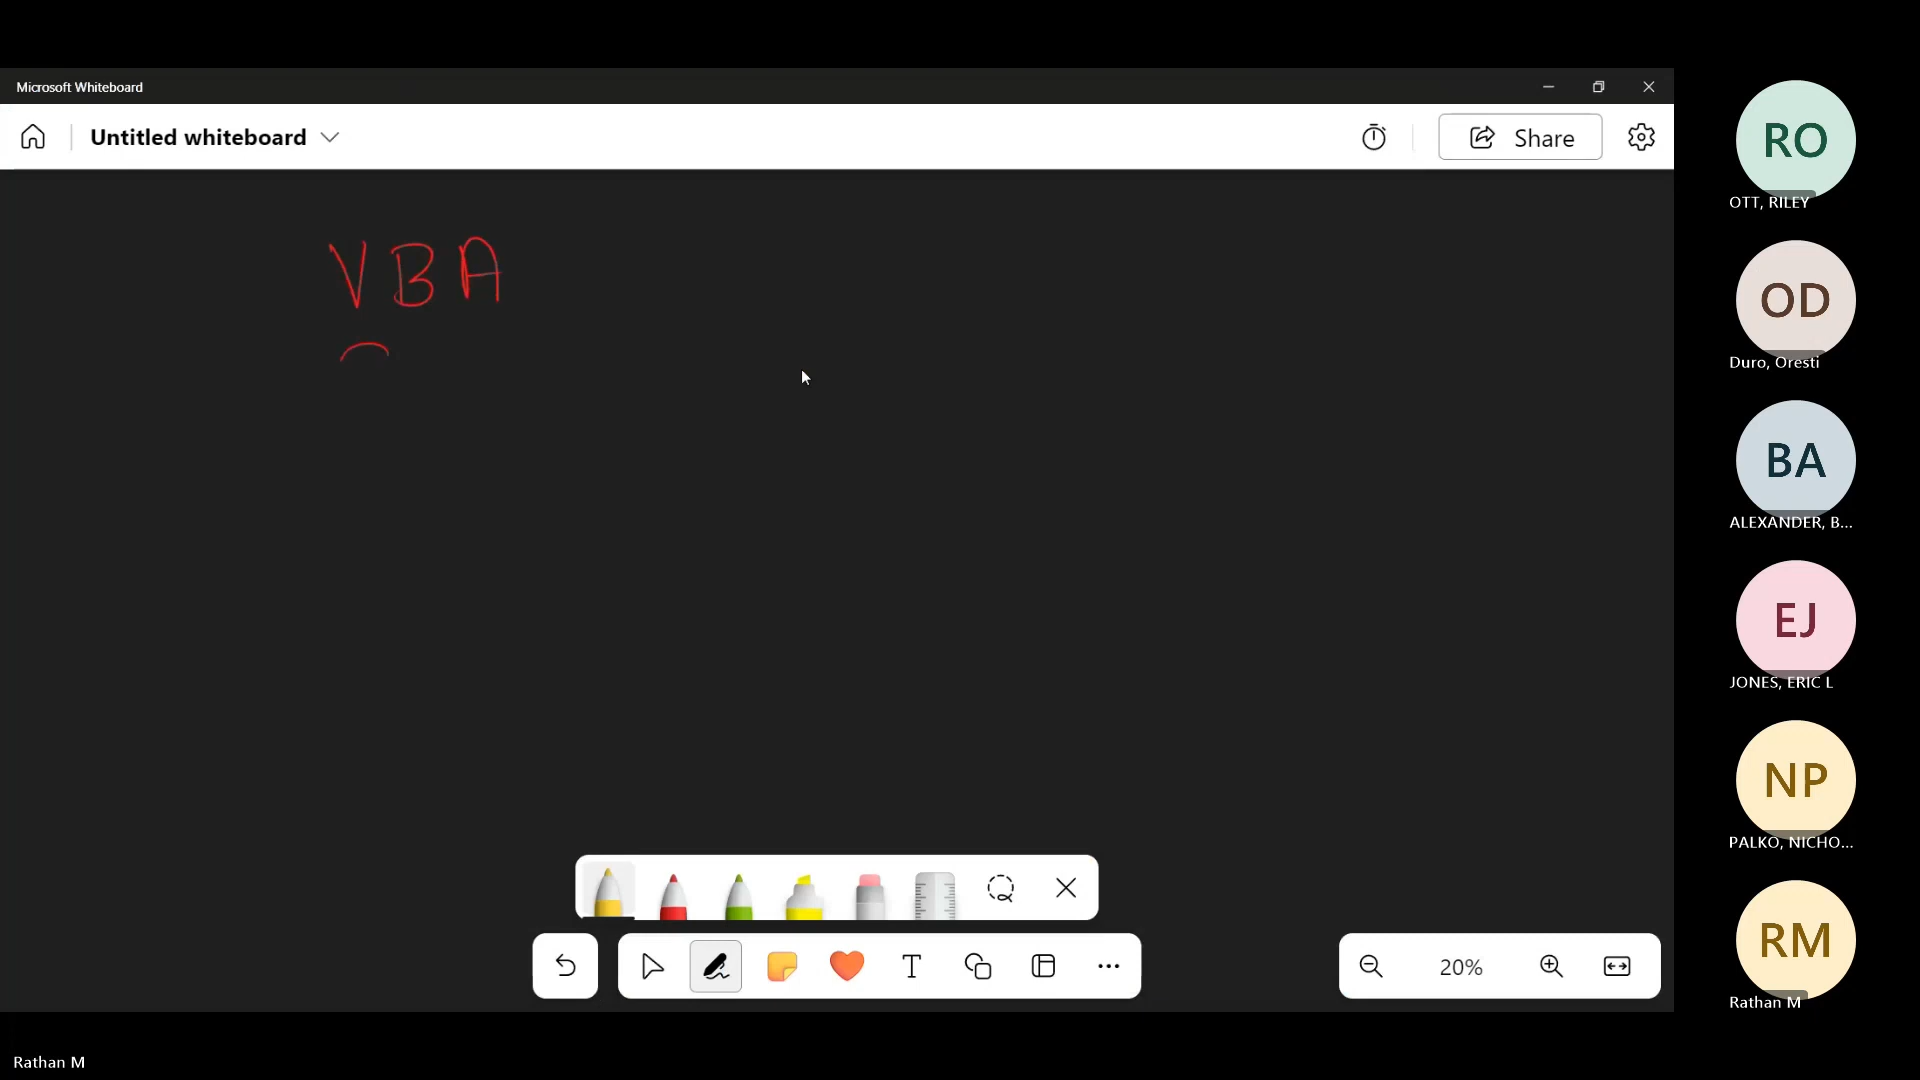 Microsoft Whiteboard
Untitled whiteboard
Share
VBA
20%
RO
OTT, RILEY
OD
Duro, Oresti
BA
ALEXANDER, B...
EJ
JONES, ERIC L
NP
PALKO, NICHO...
RM
Rathan M
Rathan M